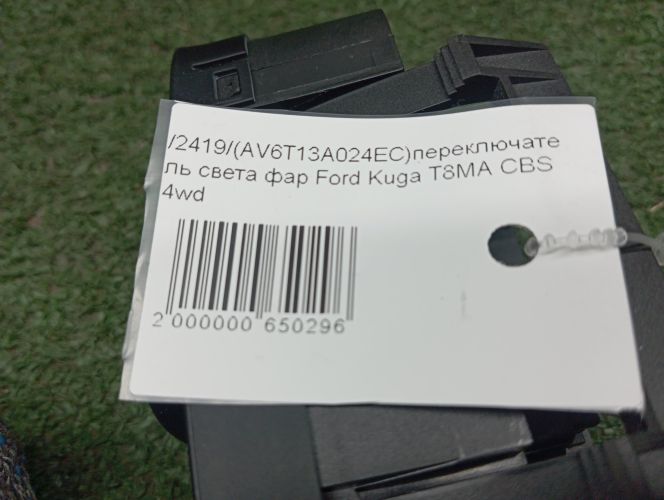 /2419/(AV6T13A024EC)переключате
ль света фар Ford Kuga T8MA CBS
4wd
2 000000 650296